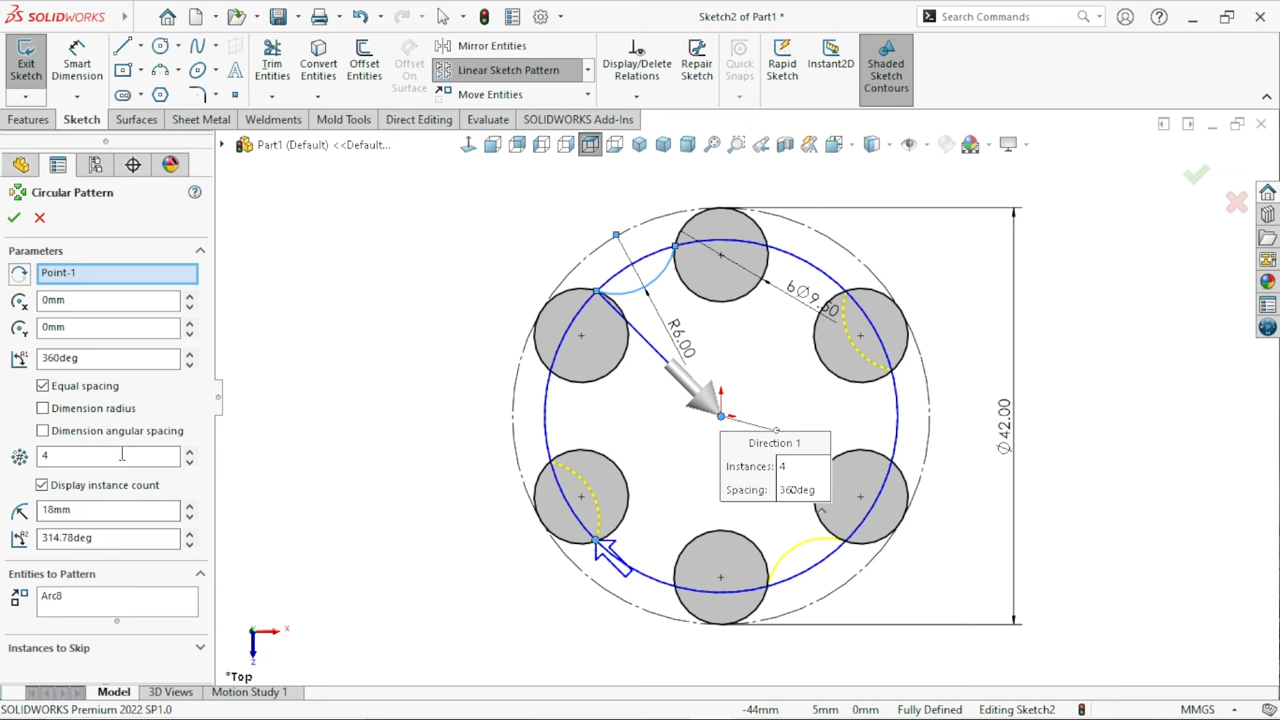 SOLIDWORKS
Sketch2 of Part1 *
Search Commands
Exit Sketch
Smart Dimension
Trim Entities
Convert Entities
Offset Entities
Offset On Surface
Mirror Entities
Linear Sketch Pattern
Move Entities
Display/Delete Relations
Repair Sketch
Quick Snaps
Rapid Sketch
Instant2D
Shaded Sketch Contours
Features
Sketch
Surfaces
Sheet Metal
Weldments
Mold Tools
Direct Editing
Evaluate
SOLIDWORKS Add-Ins
Part1 (Default) <<Default...
Circular Pattern
Parameters
Point-1
0mm
0mm
360deg
Equal spacing
Dimension radius
Dimension angular spacing
4
Display instance count
18mm
314.78deg
Entities to Pattern
Arc8
Instances to Skip
R6.00
6Ø9.50
Ø42.00
Direction 1
Instances: 4
Spacing: 360deg
X
Z
*Top
Model
3D Views
Motion Study 1
SOLIDWORKS Premium 2022 SP1.0
-44mm
5mm
0mm
Fully Defined
Editing Sketch2
MMGS